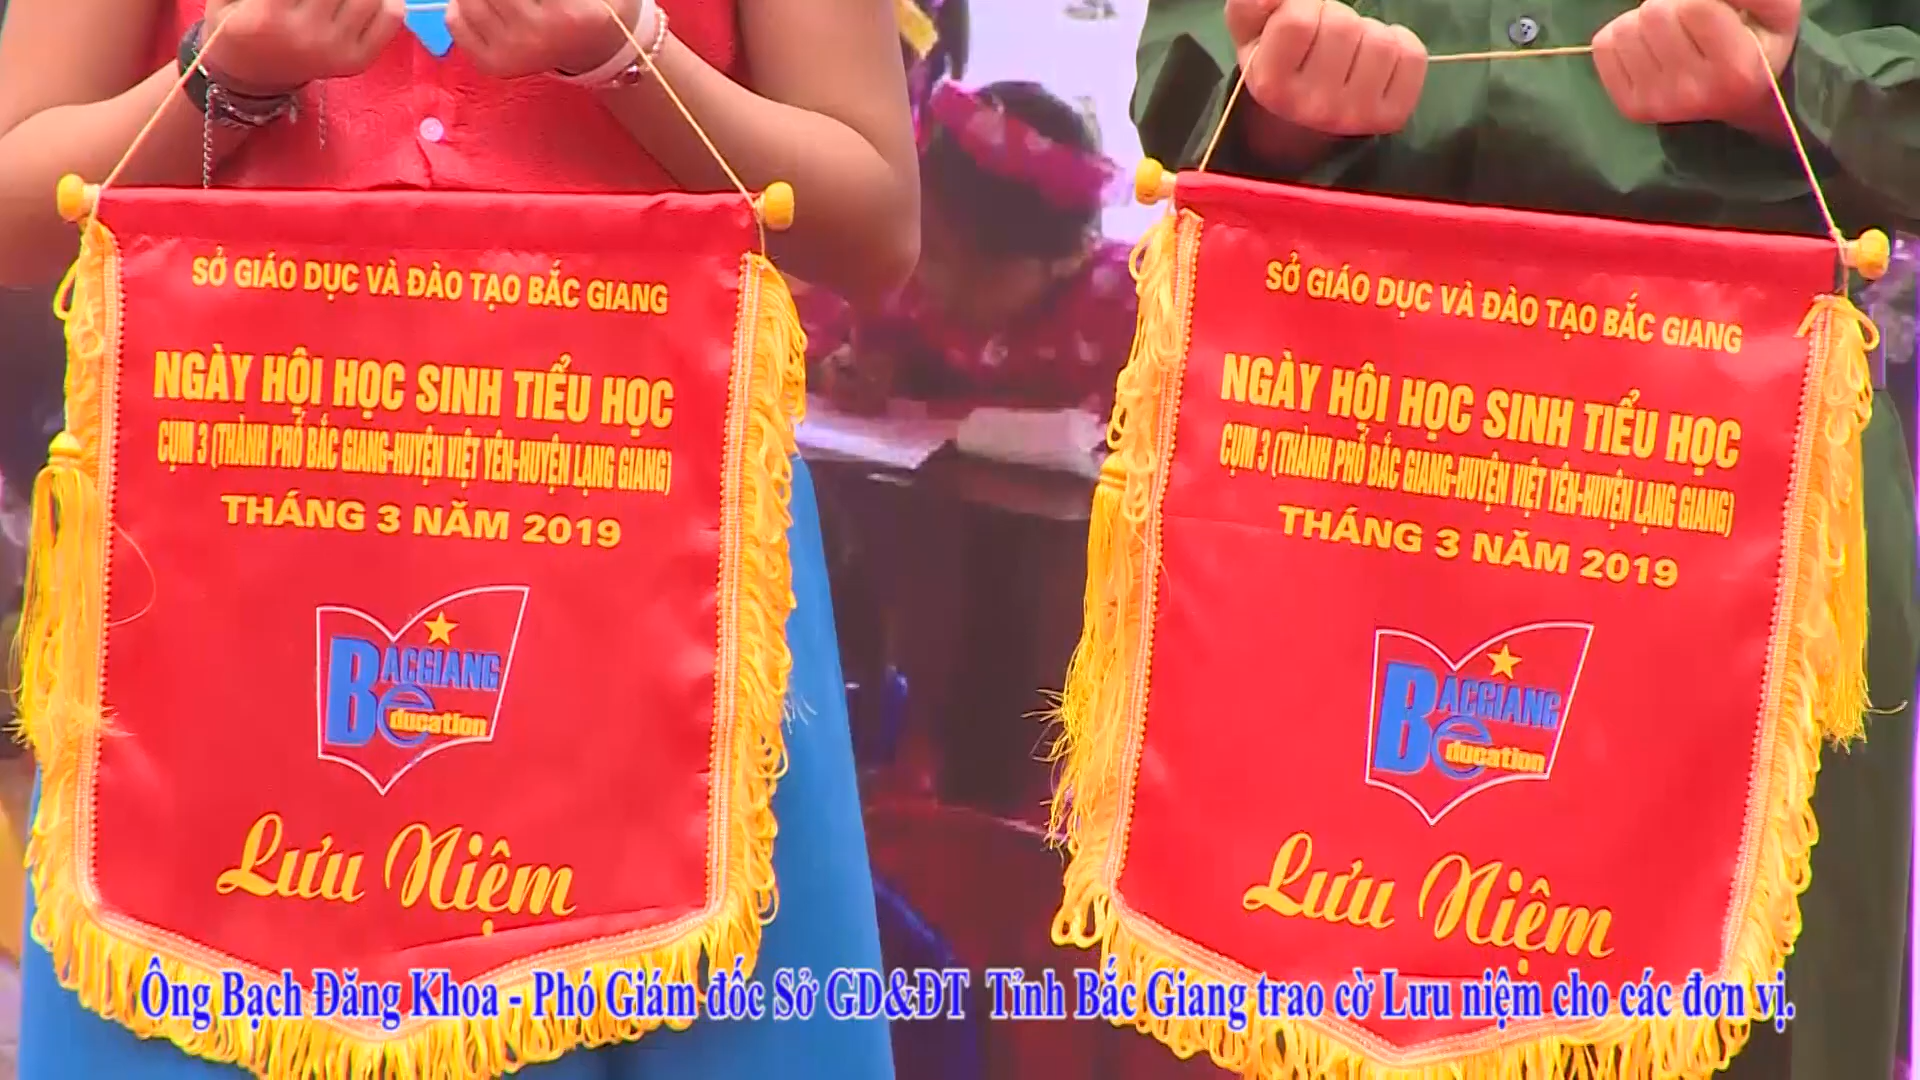 SỞ GIÁO DỤC VÀ ĐÀO TẠO BẮC GIANG
NGÀY HỘI HỌC SINH TIỂU HỌC
CỤM 3 (THÀNH PHỐ BẮC GIANG-HUYỆN VIỆT YÊN-HUYỆN LẠNG GIANG)
THÁNG 3 NĂM 2019
BACGIANG
Education
Lưu Niệm
SỞ GIÁO DỤC VÀ ĐÀO TẠO BẮC GIANG
NGÀY HỘI HỌC SINH TIỂU HỌC
CỤM 3 (THÀNH PHỐ BẮC GIANG-HUYỆN VIỆT YÊN-HUYỆN LẠNG GIANG)
THÁNG 3 NĂM 2019
BACGIANG
Education
Lưu Niệm
Ông Bạch Đăng Khoa - Phó Giám đốc Sở GD&ĐT Tỉnh Bắc Giang trao cờ Lưu niệm cho các đơn vị.